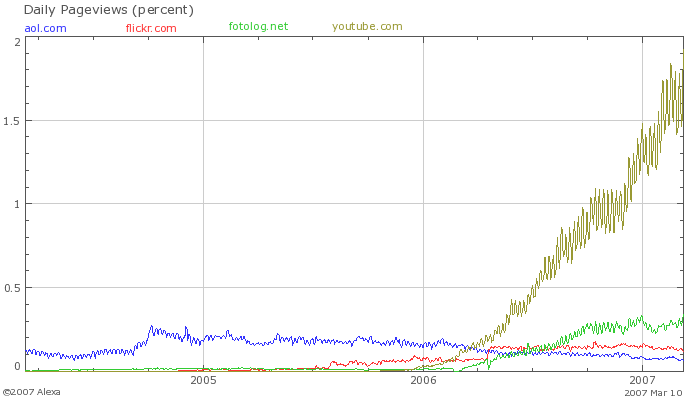 Daily Pageviews (percent)
aol.com flickr.com fotolog.net youtube.com
2
1.5
1
0.5
0
2005 2006 2007
©2007 Alexa 2007 Mar 10